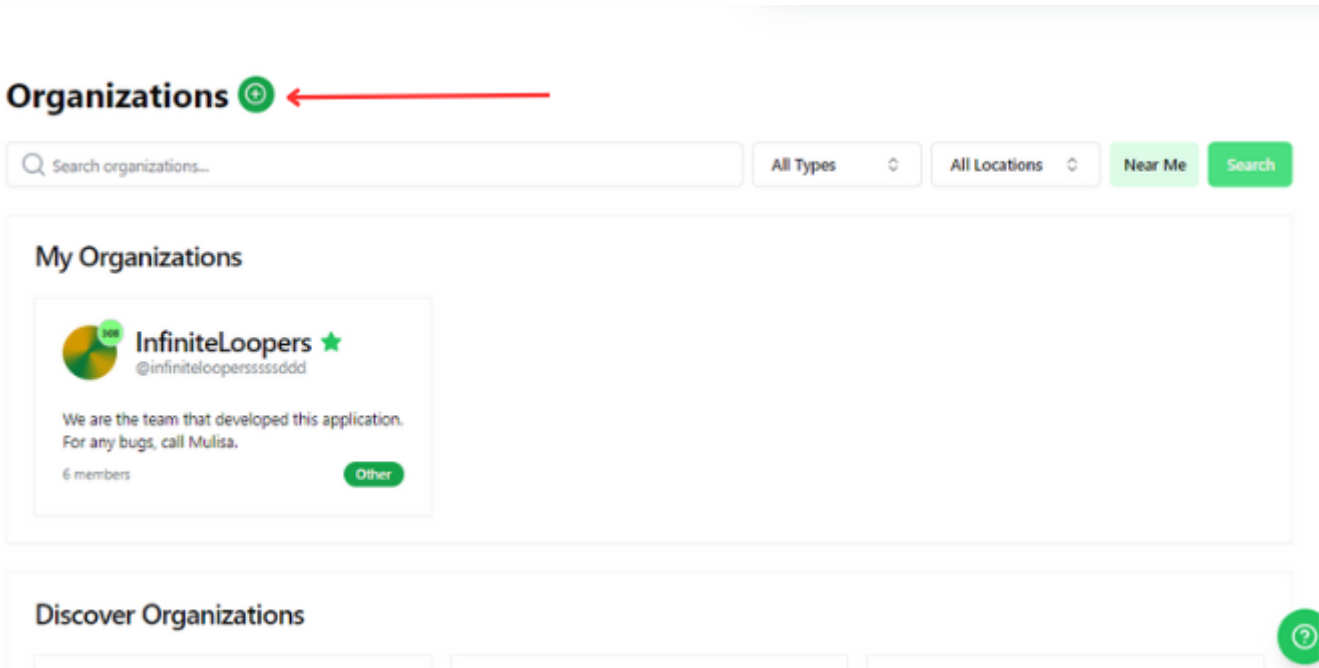 Organizations
Search organizations...
All Types
All Locations
Near Me
Search
My Organizations
InfiniteLoopers
@infiniteloopersssssddd
We are the team that developed this application.
For any bugs, call Mulisa.
6 members
Other
Discover Organizations